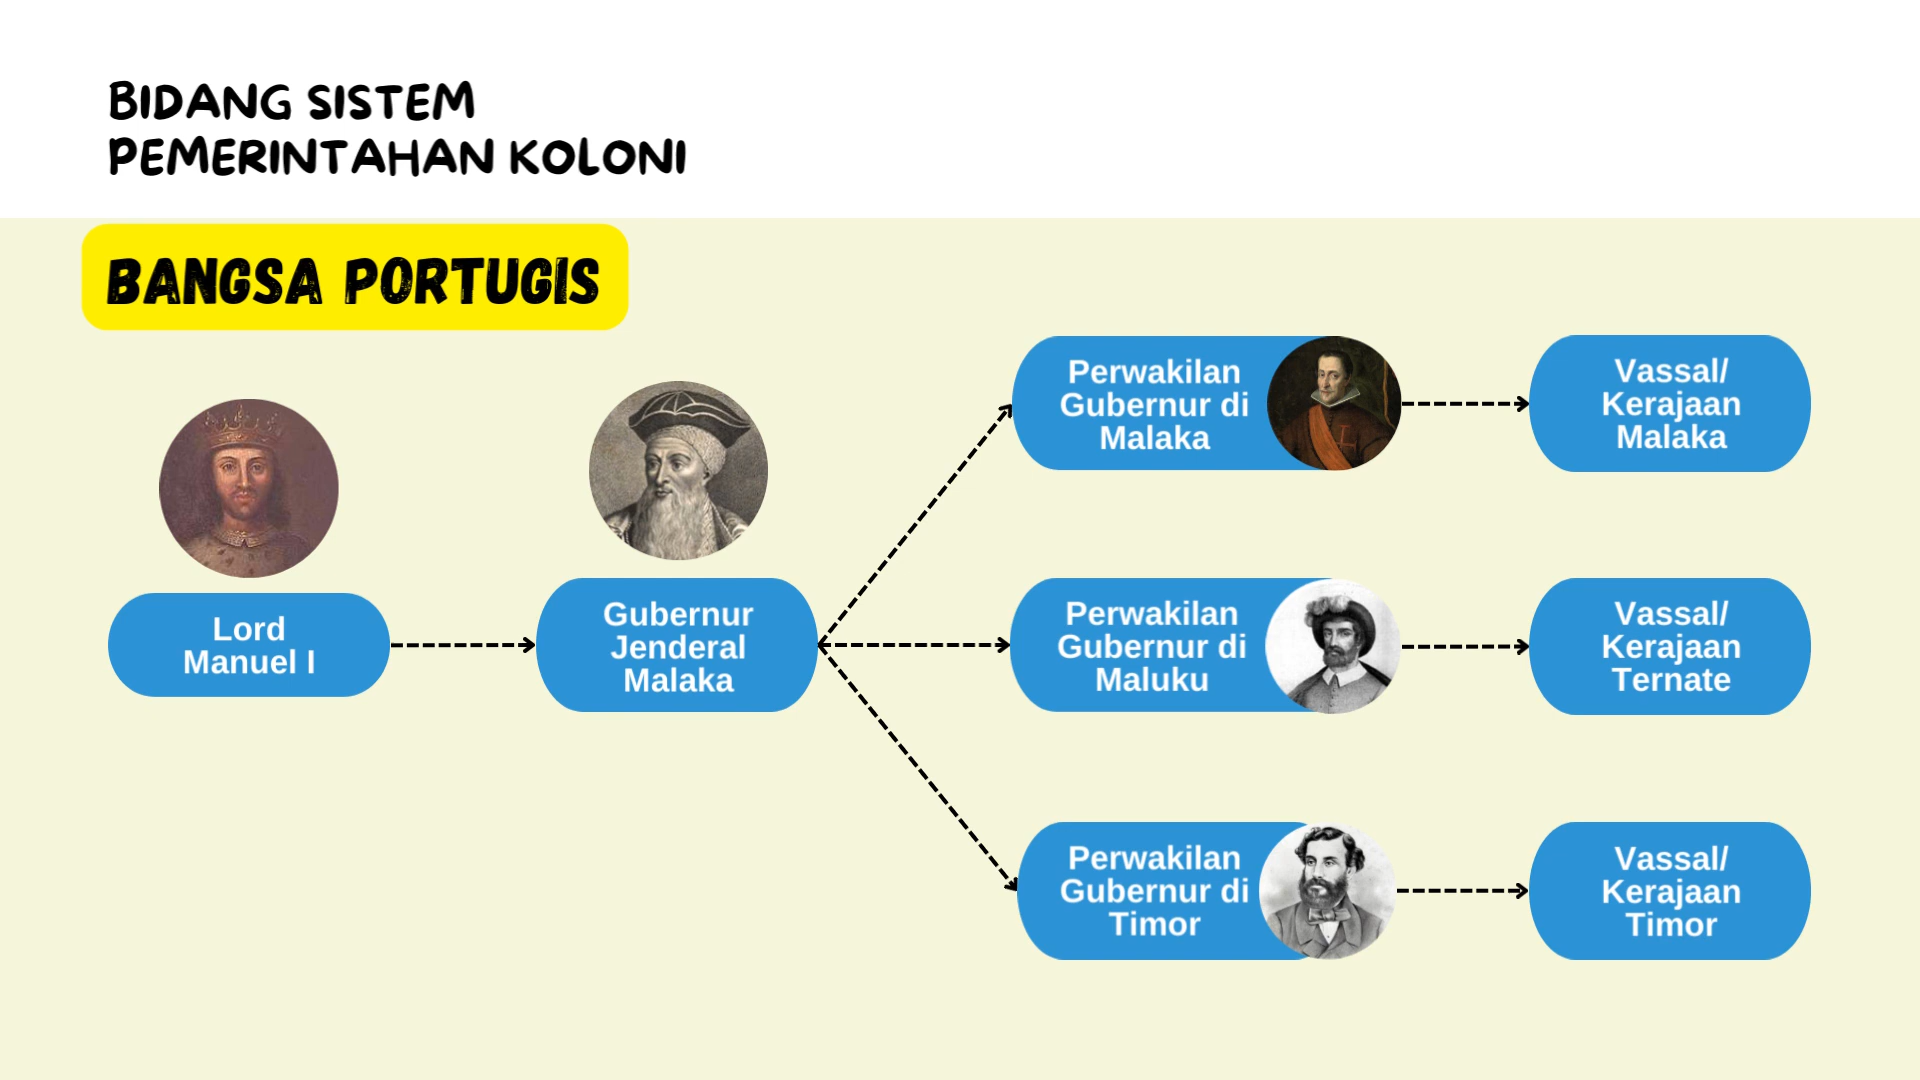 BIDANG SISTEM
PEMERINTAHAN KOLONI
BANGSA PORTUGIS
Lord
Manuel I
Gubernur
Jenderal
Malaka
Perwakilan
Gubernur di
Malaka
Vassal/
Kerajaan
Malaka
Perwakilan
Gubernur di
Maluku
Vassal/
Kerajaan
Ternate
Perwakilan
Gubernur di
Timor
Vassal/
Kerajaan
Timor